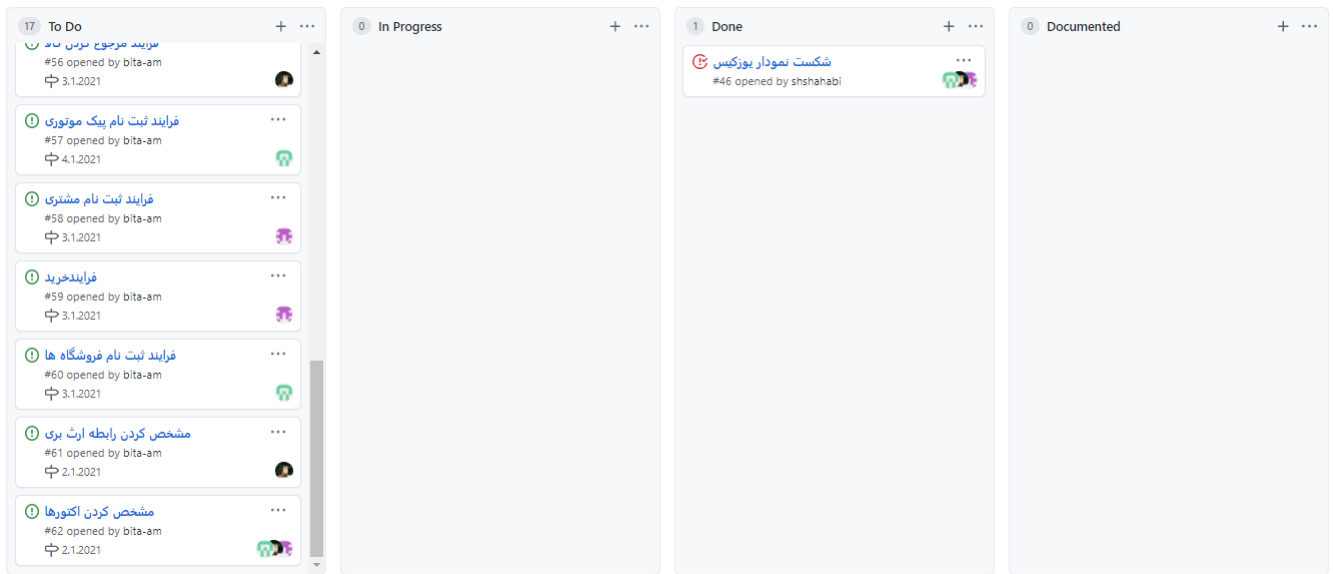 17 To Do
فرایند مرجوع کردن کالا
#56 opened by bita-am
3.1.2021
فرایند ثبت نام پیک موتوری
#57 opened by bita-am
4.1.2021
فرایند ثبت نام مشتری
#58 opened by bita-am
3.1.2021
فرایندخرید
#59 opened by bita-am
3.1.2021
فرایند ثبت نام فروشگاه ها
#60 opened by bita-am
3.1.2021
مشخص کردن رابطه ارث بری
#61 opened by bita-am
2.1.2021
مشخص کردن اکتورها
#62 opened by bita-am
2.1.2021
0 In Progress
1 Done
شکست نمودار یوزکیس
#46 opened by shshahabi
0 Documented